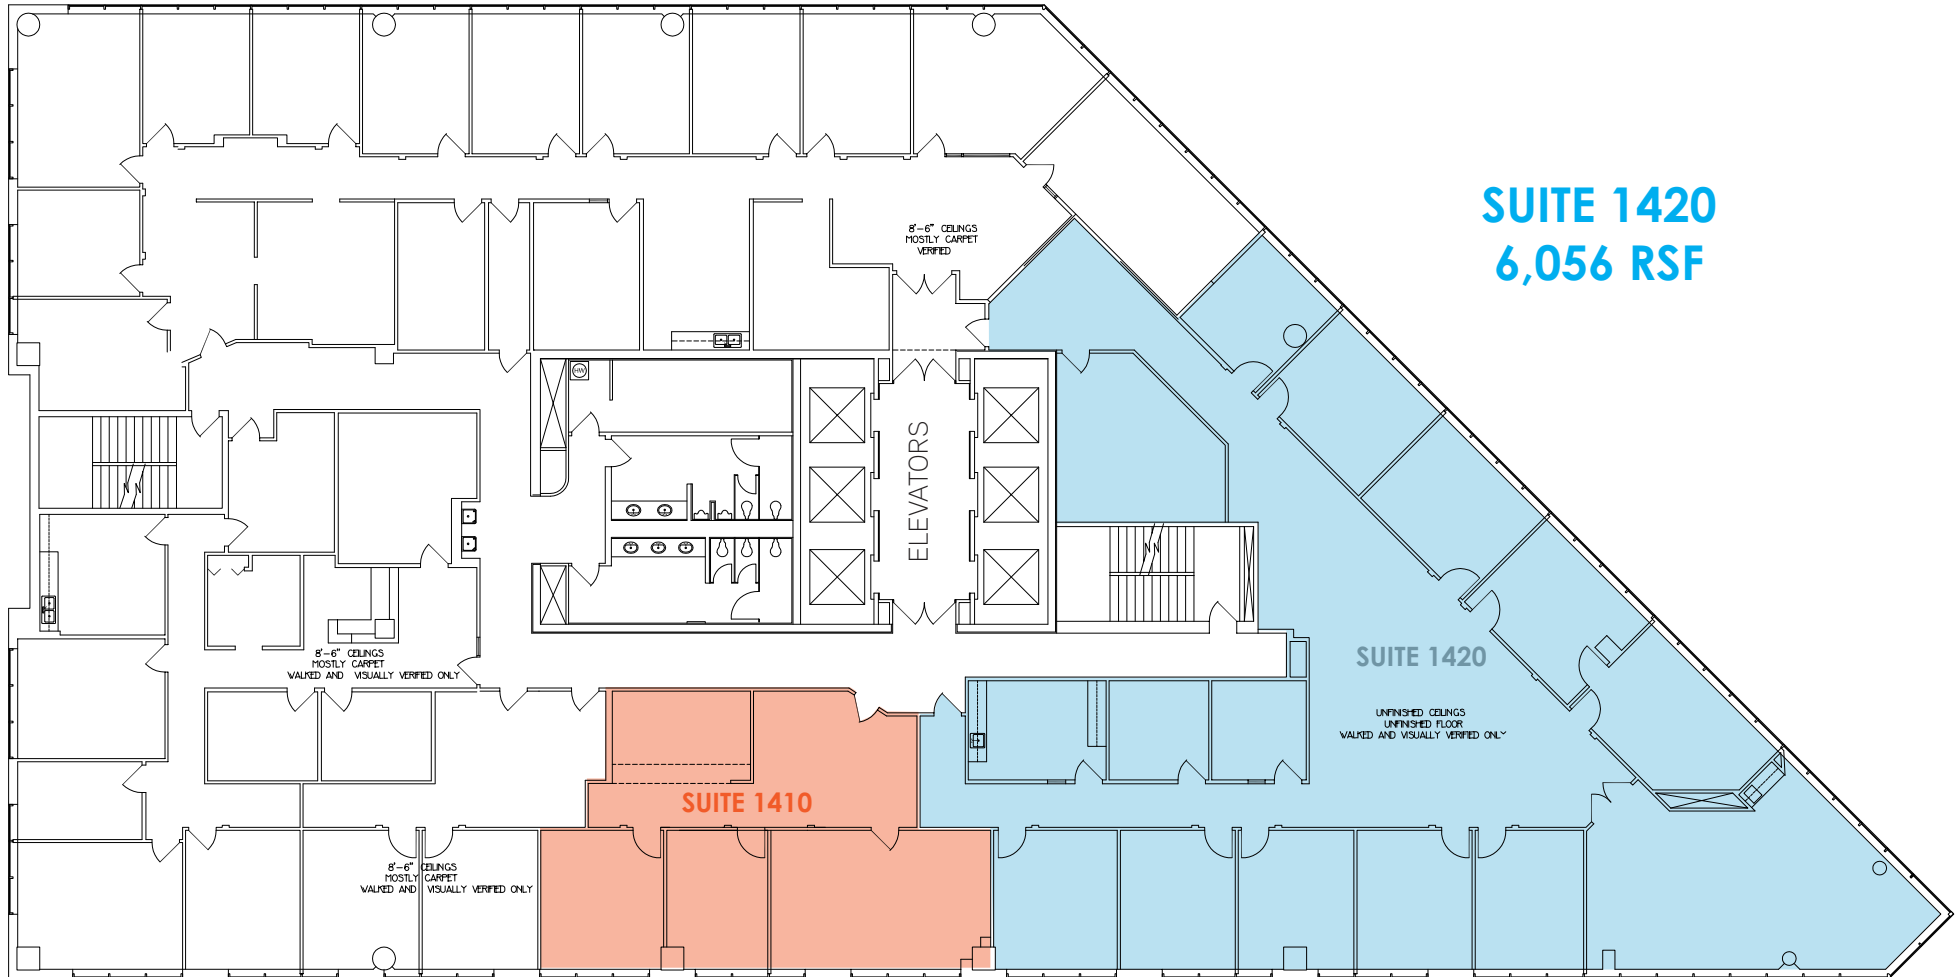 SUITE 1420
6,056 RSF
8'-6" CEILINGS
MOSTLY CARPET
VERIFIED
HW
ELEVATORS
8'-6" CEILINGS
MOSTLY CARPET
WALKED AND VISUALLY VERIFIED ONLY
SUITE 1420
UNFINISHED CEILINGS
UNFINISHED FLOOR
WALKED AND VISUALLY VERIFIED ONLY
SUITE 1410
8'-6" CEILINGS
MOSTLY CARPET
WALKED AND VISUALLY VERIFIED ONLY